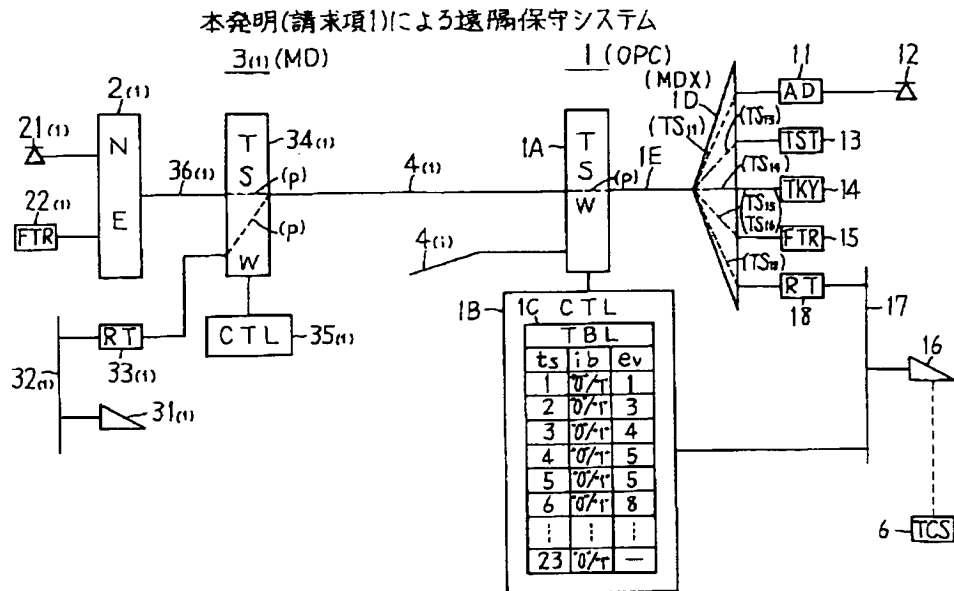 本発明(請求項1)による遠隔保守システム
3(1) (MD)
1 (OPC)
2(1)
21(1)
N
E
22(1)
FTR
36(1)
34(1)
T
S
W
(p)
(p)
4(1)
4(i)
1A
T
S
W
(p)
1E
(MDX)
1D
(TS11)
(TS13)
(TS14)
(TS15)
(TS16)
(TS18)
11
AD
12
TST
13
TKY
14
FTR
15
RT
18
17
16
6
TCS
32(1)
RT
33(1)
31(1)
CTL
35(1)
1B
1C
CTL
TBL
ts ib ev
1 "0"/"1" 1
2 "0"/"1" 3
3 "0"/"1" 4
4 "0"/"1" 5
5 "0"/"1" 5
6 "0"/"1" 8
⋮ ⋮ ⋮
23 "0"/"1" —